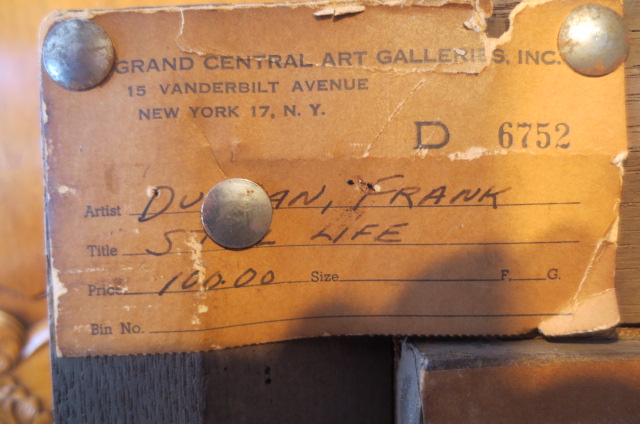 GRAND CENTRAL ART GALLERIES, INC.
15 VANDERBILT AVENUE
NEW YORK 17, N. Y.
D 6752
Artist FRANK
Title STILL LIFE
Price 100.00 Size F. G.
Bin No.